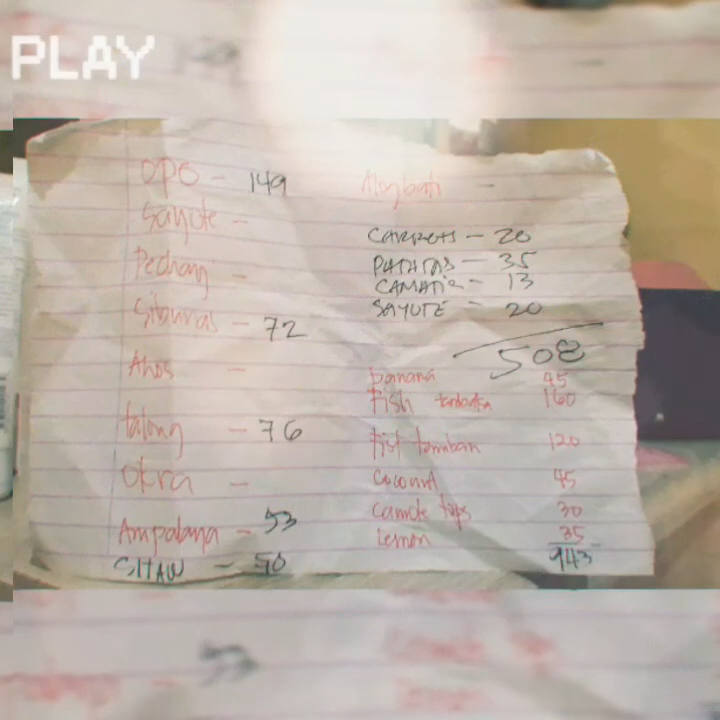 PLAY
Opo - 149
Sayote -
Pechay -
Sibuyas - 72
Ahos -
talong - 76
Okra -
Ampalaya - 53
SITAW - 50
Alugbati -
CARROTS - 20
PATATAS - 35
CAMATIS - 13
SAYOTE - 20
508
banana 45
Fish 160
fish tamban 120
Coconut 45
Camote tops 30
Lemon 35
943